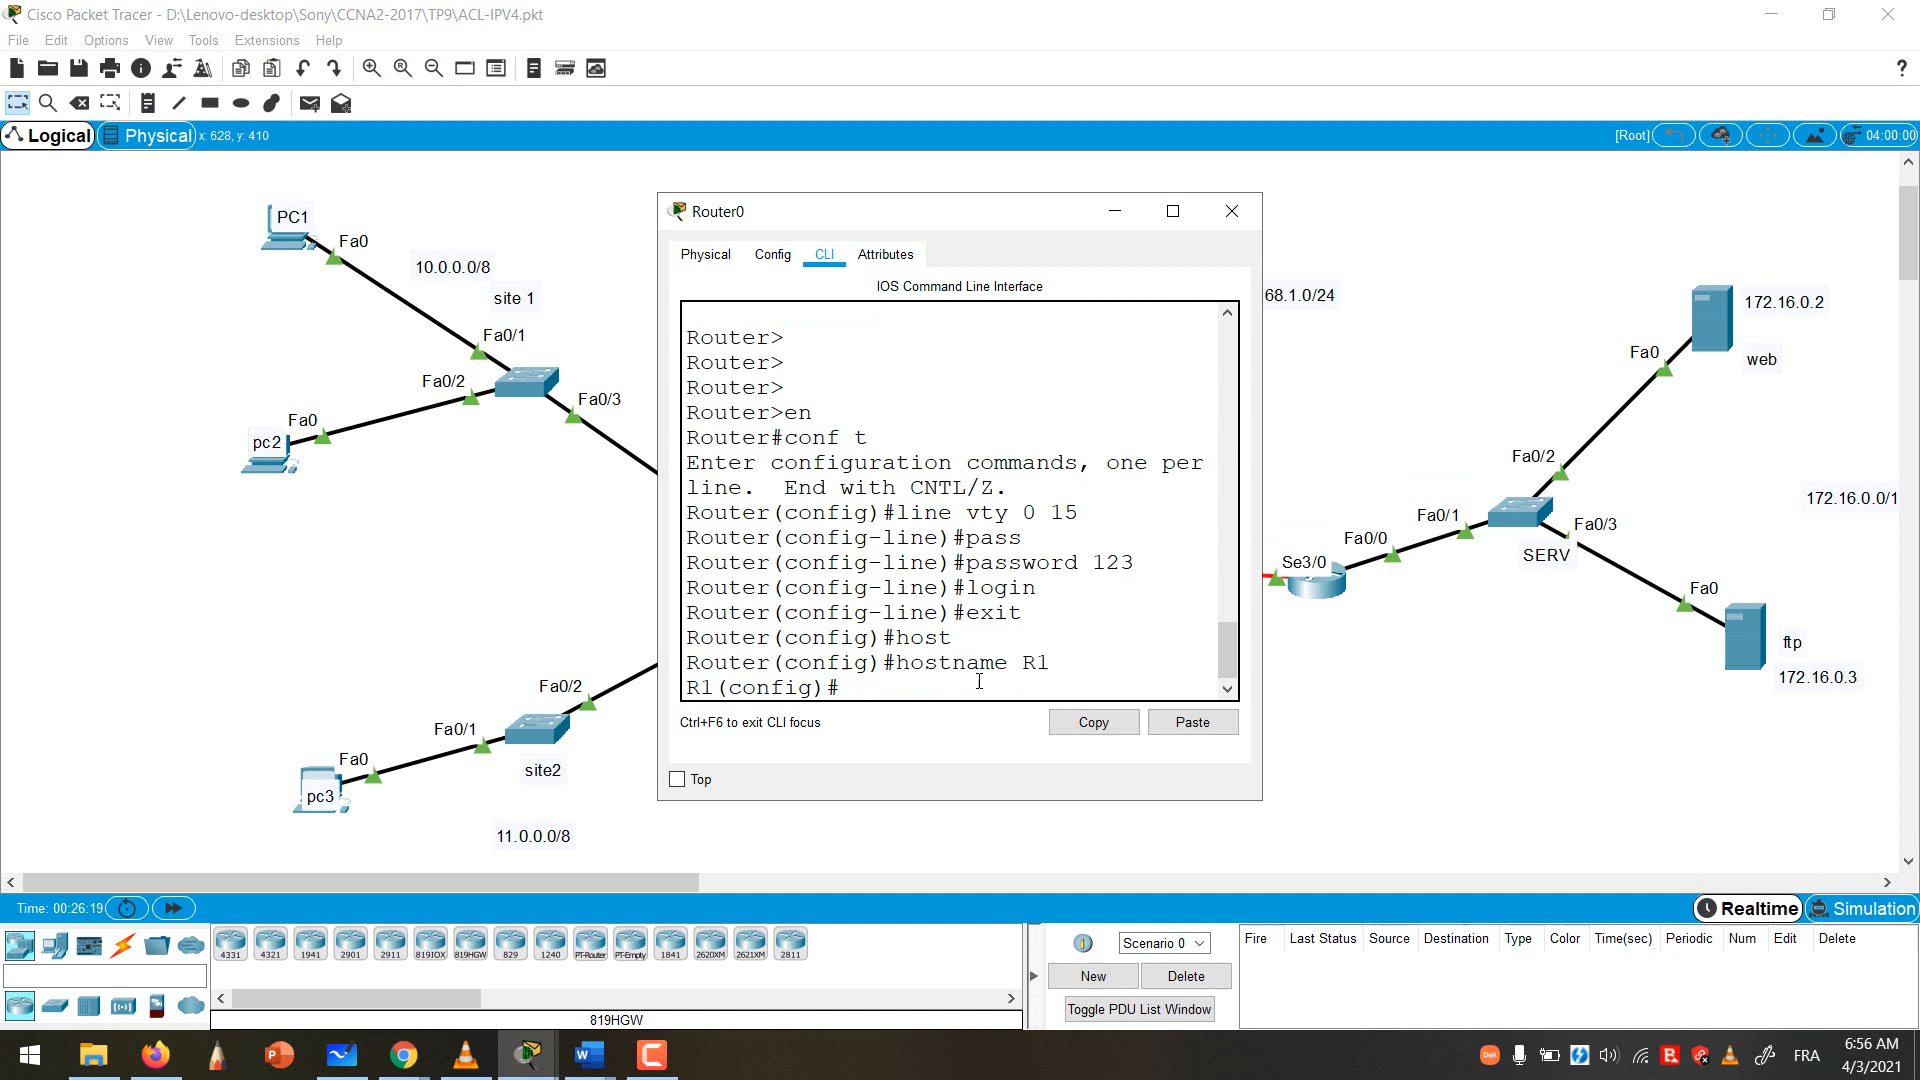 Cisco Packet Tracer - D:\Lenovo-desktop\Sony\CCNA2-2017\TP9\ACL-IPV4.pkt
File Edit Options View Tools Extensions Help
Logical Physical x: 628, y: 410 [Root] 04:00:00
PC1
Fa0
10.0.0.0/8
site 1
Fa0/1
Fa0/2
Fa0/3
Fa0
pc2
Router0
Physical Config CLI Attributes
IOS Command Line Interface
Router>
Router>
Router>
Router>en
Router#conf t
Enter configuration commands, one per
line.  End with CNTL/Z.
Router(config)#line vty 0 15
Router(config-line)#pass
Router(config-line)#password 123
Router(config-line)#login
Router(config-line)#exit
Router(config)#host
Router(config)#hostname R1
R1(config)#
Ctrl+F6 to exit CLI focus
Copy Paste
Top
68.1.0/24
172.16.0.2
Fa0
web
Fa0/2
172.16.0.0/1
Fa0/1
Fa0/3
Fa0/0
SERV
Se3/0
Fa0
ftp
172.16.0.3
Fa0/2
Fa0/1
Fa0
site2
pc3
11.0.0.0/8
Time: 00:26:19 Realtime Simulation
4331 4321 1941 2901 2911 819IOX 819HGW 829 1240 PT-Router PT-Empty 1841 2620XM 2621XM 2811
819HGW
Scenario 0
New Delete
Toggle PDU List Window
Fire Last Status Source Destination Type Color Time(sec) Periodic Num Edit Delete
FRA
6:56 AM
4/3/2021